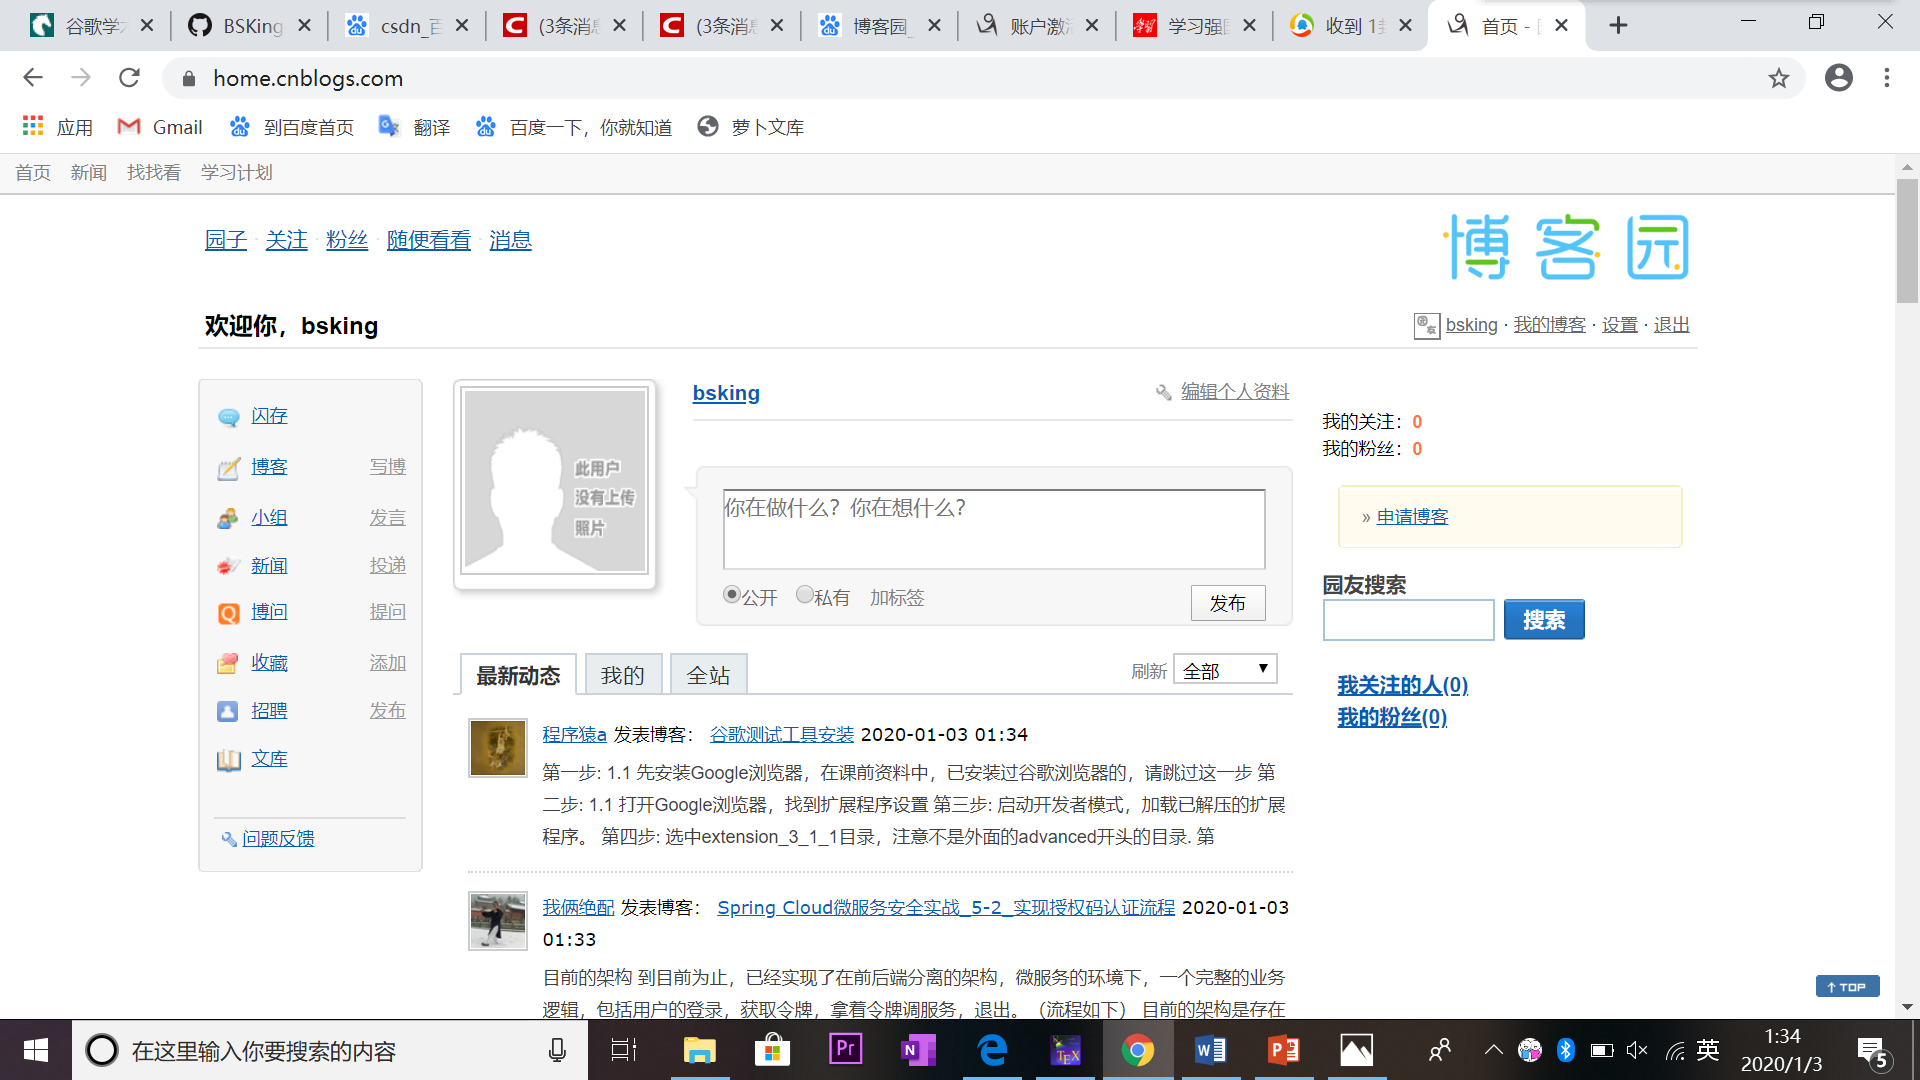 谷歌学 BSKing csdn_百 (3条消息 (3条消息 博客园_ 账户激 学习强国 收到 1封 首页 -
home.cnblogs.com
应用 Gmail 到百度首页 翻译 百度一下，你就知道 萝卜文库
首页 新闻 找找看 学习计划
园子 · 关注 · 粉丝 · 随便看看 · 消息
博客园
欢迎你，bsking
bsking · 我的博客 · 设置 · 退出
闪存
博客 写博
小组 发言
新闻 投递
博问 提问
收藏 添加
招聘 发布
文库
问题反馈
此用户
没有上传
照片
bsking
编辑个人资料
你在做什么？你在想什么？
公开 私有 加标签
发布
我的关注：0
我的粉丝：0
» 申请博客
园友搜索
搜索
我关注的人(0)
我的粉丝(0)
最新动态 我的 全站
刷新 全部
程序猿a 发表博客： 谷歌测试工具安装 2020-01-03 01:34
第一步: 1.1 先安装Google浏览器，在课前资料中，已安装过谷歌浏览器的，请跳过这一步 第
二步: 1.1 打开Google浏览器，找到扩展程序设置 第三步: 启动开发者模式，加载已解压的扩展
程序。 第四步: 选中extension_3_1_1目录，注意不是外面的advanced开头的目录. 第
我俩绝配 发表博客： Spring Cloud微服务安全实战_5-2_实现授权码认证流程 2020-01-03
01:33
目前的架构 到目前为止，已经实现了在前后端分离的架构，微服务的环境下，一个完整的业务
逻辑，包括用户的登录，获取令牌，拿着令牌调服务，退出。（流程如下） 目前的架构是存在
TOP
在这里输入你要搜索的内容
英
1:34
2020/1/3
5